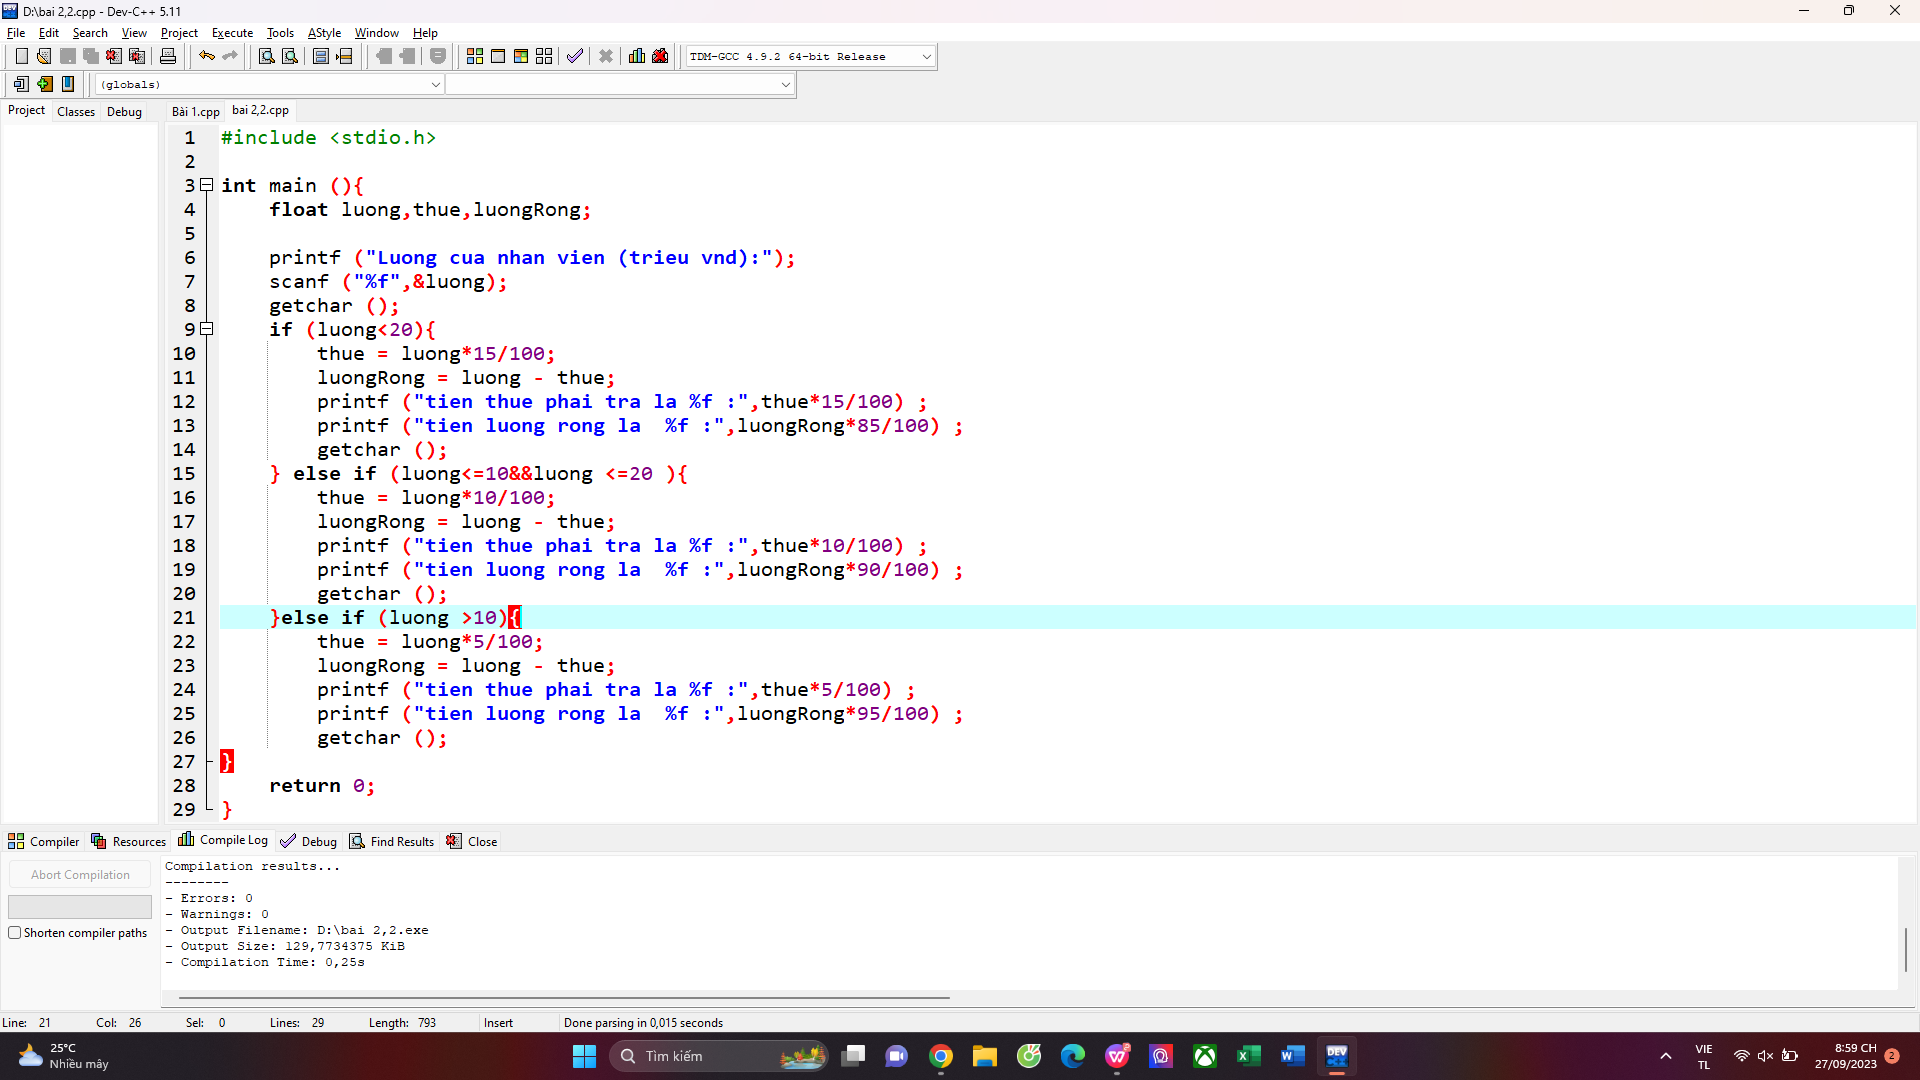 D:\bai 2,2.cpp - Dev-C++ 5.11
File Edit Search View Project Execute Tools AStyle Window Help
TDM-GCC 4.9.2 64-bit Release
(globals)
Project Classes Debug Bài 1.cpp bai 2,2.cpp
1 #include <stdio.h>
2
3 int main (){
4 float luong,thue,luongRong;
5
6 printf ("Luong cua nhan vien (trieu vnd):");
7 scanf ("%f",&luong);
8 getchar ();
9 if (luong<20){
10 thue = luong*15/100;
11 luongRong = luong - thue;
12 printf ("tien thue phai tra la %f :",thue*15/100) ;
13 printf ("tien luong rong la  %f :",luongRong*85/100) ;
14 getchar ();
15 } else if (luong<=10&&luong <=20 ){
16 thue = luong*10/100;
17 luongRong = luong - thue;
18 printf ("tien thue phai tra la %f :",thue*10/100) ;
19 printf ("tien luong rong la  %f :",luongRong*90/100) ;
20 getchar ();
21 }else if (luong >10){
22 thue = luong*5/100;
23 luongRong = luong - thue;
24 printf ("tien thue phai tra la %f :",thue*5/100) ;
25 printf ("tien luong rong la  %f :",luongRong*95/100) ;
26 getchar ();
27 }
28 return 0;
29 }
Compiler Resources Compile Log Debug Find Results Close
Abort Compilation
Shorten compiler paths
Compilation results...
--------
- Errors: 0
- Warnings: 0
- Output Filename: D:\bai 2,2.exe
- Output Size: 129,7734375 KiB
- Compilation Time: 0,25s
Line: 21 Col: 26 Sel: 0 Lines: 29 Length: 793 Insert Done parsing in 0,015 seconds
25°C
Nhiều mây
Tìm kiếm
DEV
VIE
TL
8:59 CH
27/09/2023
2